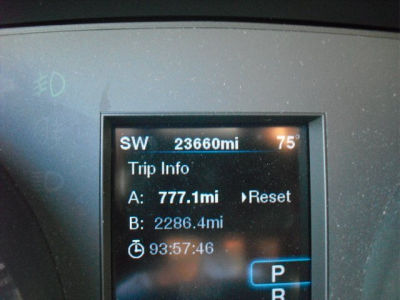 SW 23660mi 75°
Trip Info
A: 777.1mi Reset
B: 2286.4mi
93:57:46
P
R